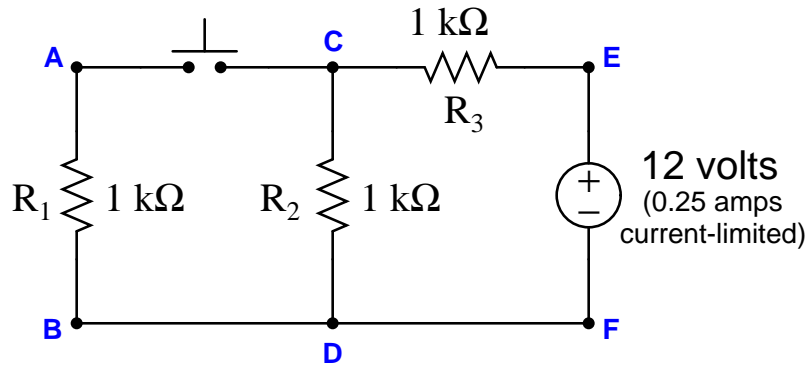 1 kΩ
A
C
E
R3
12 volts
(0.25 amps
current-limited)
R1 1 kΩ
R2 1 kΩ
+
−
B
D
F